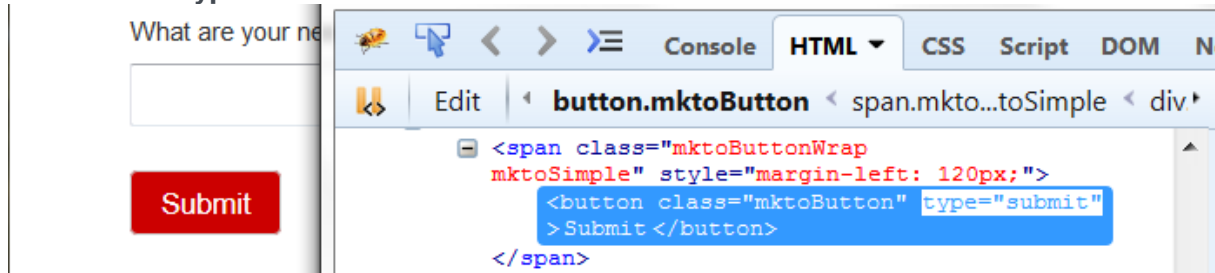 What are your ne
Submit
Console HTML CSS Script DOM N
Edit button.mktoButton < span.mkto...toSimple < div.
<span class="mktoButtonWrap
mktoSimple" style="margin-left: 120px;">
<button class="mktoButton" type="submit"
>Submit</button>
</span>